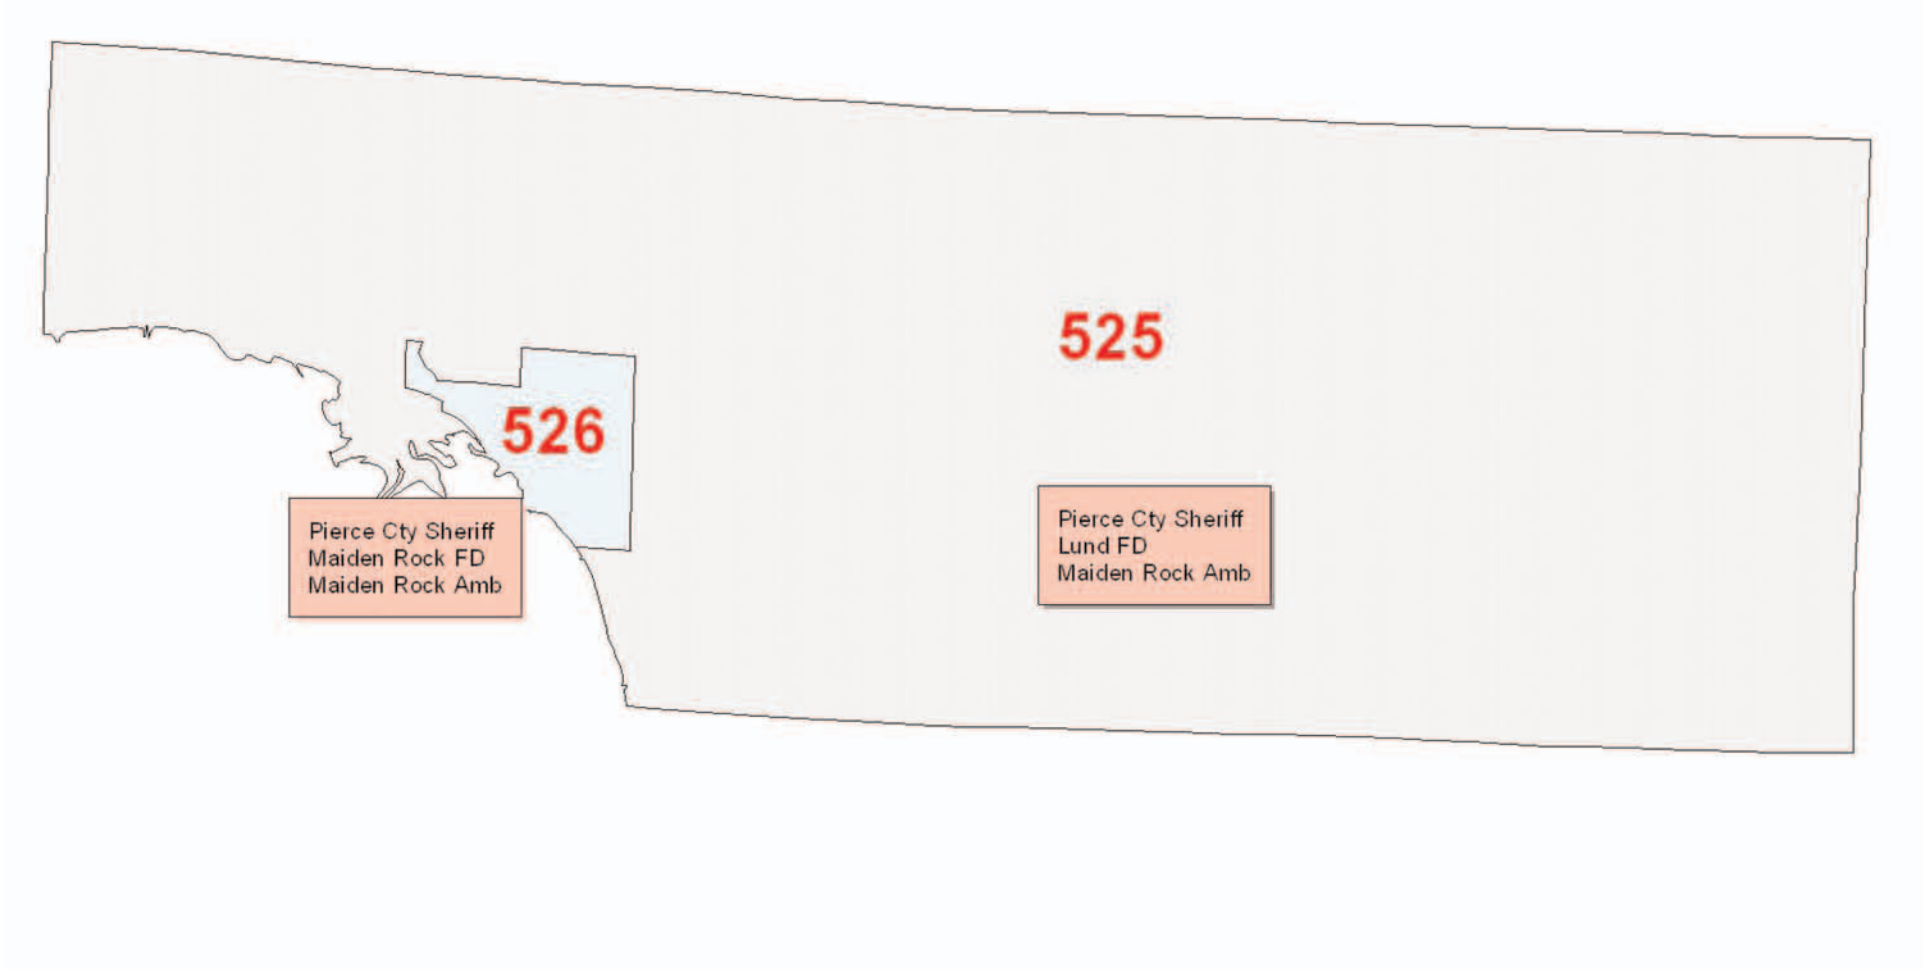 525
526
Pierce Cty Sheriff
Maiden Rock FD
Maiden Rock Amb
Pierce Cty Sheriff
Lund FD
Maiden Rock Amb